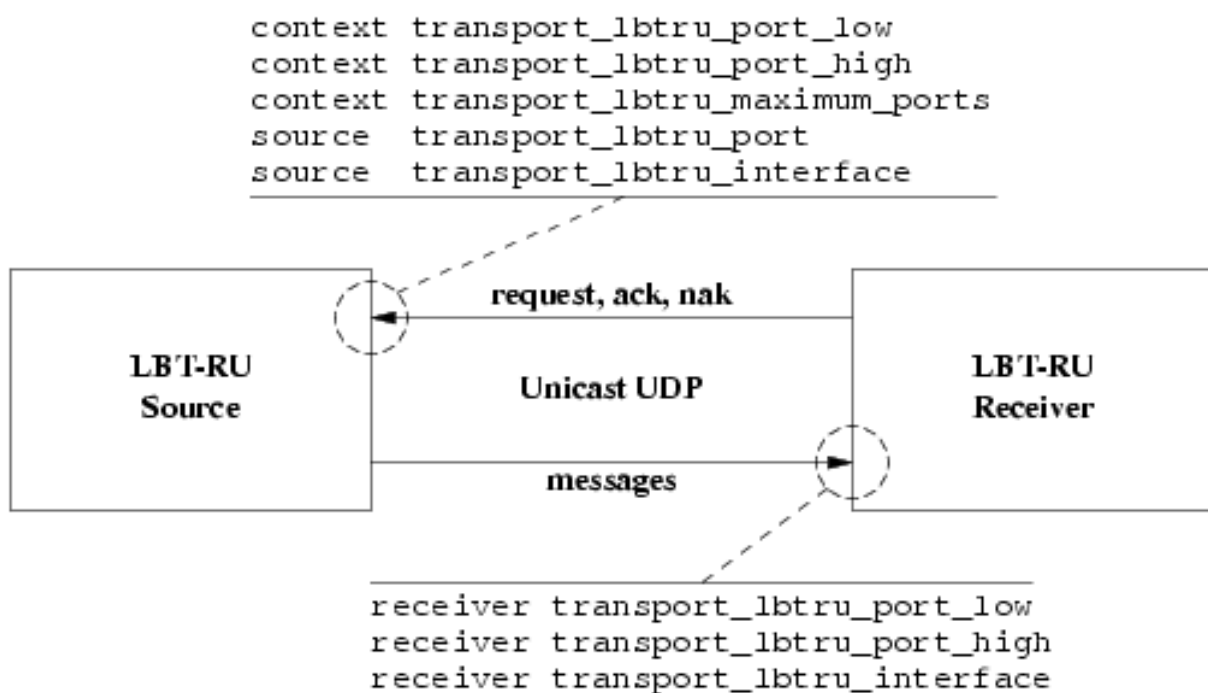 context transport_lbtru_port_low
context transport_lbtru_port_high
context transport_lbtru_maximum_ports
source transport_lbtru_port
source transport_lbtru_interface
request, ack, nak
LBT-RU
Source
Unicast UDP
LBT-RU
Receiver
messages
receiver transport_lbtru_port_low
receiver transport_lbtru_port_high
receiver transport_lbtru_interface